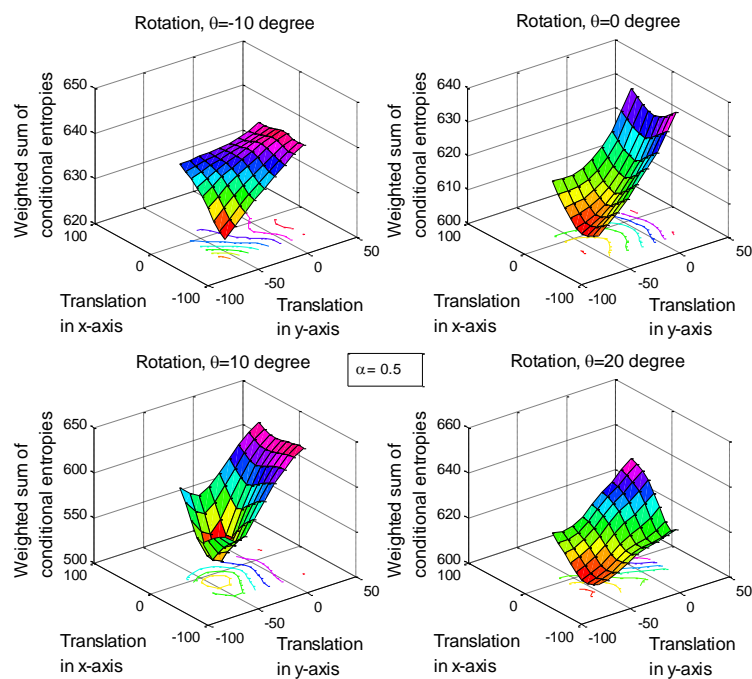 Rotation, θ=-10 degree
Weighted sum of
conditional entropies
650
640
630
620
100
0
-100
-100
-50
0
50
Translation
in x-axis
Translation
in y-axis
Rotation, θ=0 degree
Weighted sum of
conditional entropies
640
630
620
610
600
100
0
-100
-100
-50
0
50
Translation
in x-axis
Translation
in y-axis
Rotation, θ=10 degree
α= 0.5
Weighted sum of
conditional entropies
650
600
550
500
100
0
-100
-100
-50
0
50
Translation
in x-axis
Translation
in y-axis
Rotation, θ=20 degree
Weighted sum of
conditional entropies
660
640
620
600
100
0
-100
-100
-50
0
50
Translation
in x-axis
Translation
in y-axis